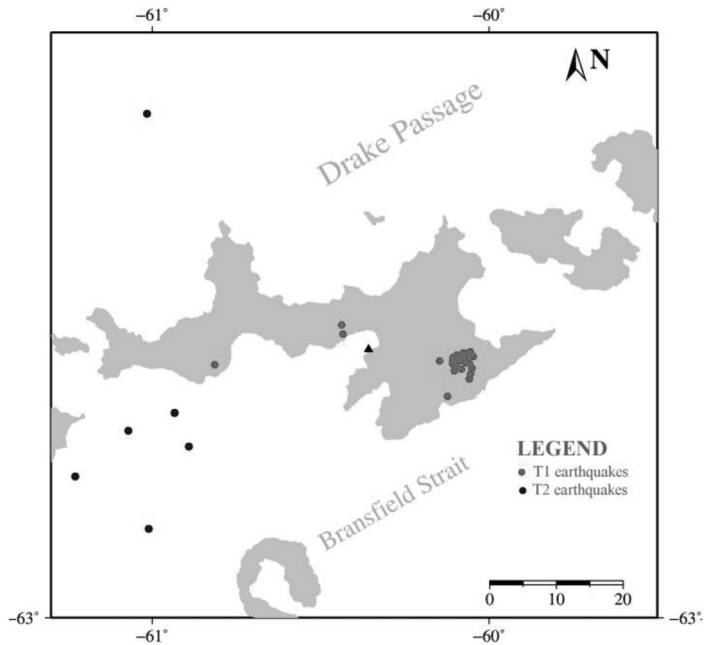 −61° −60°
N
Drake Passage
LEGEND
T1 earthquakes
T2 earthquakes
Bransfield Strait
0 10 20
−63° −63°
−61° −60°